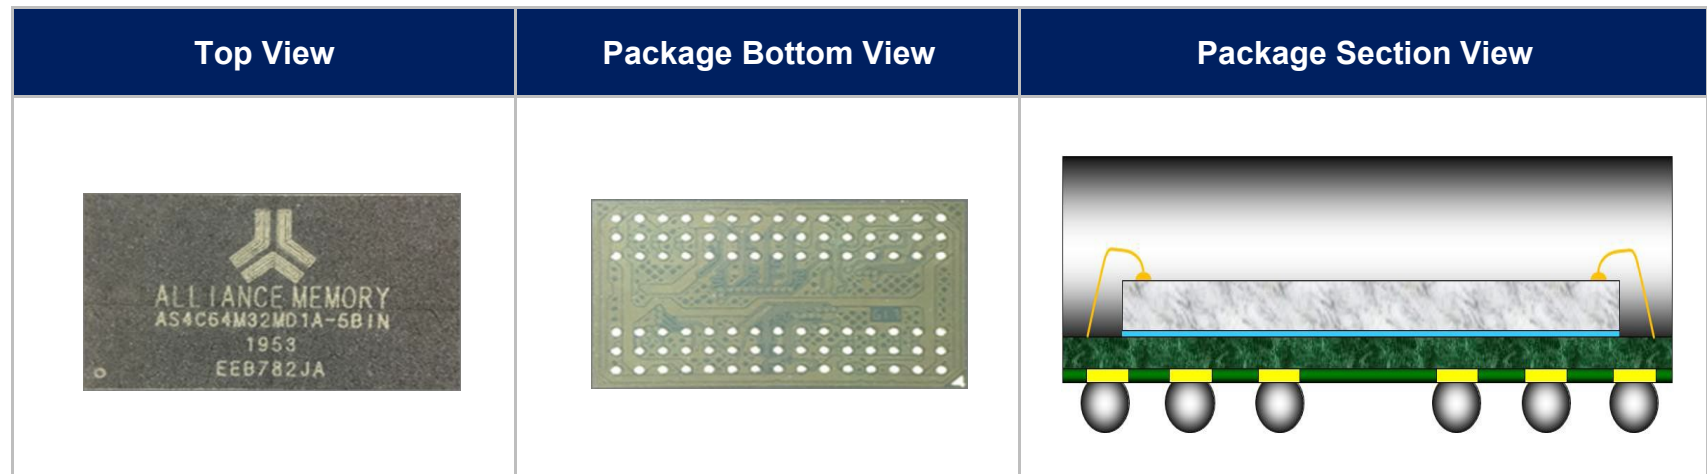 Top View
Package Bottom View
Package Section View
ALLIANCE MEMORY
AS4C64M32MD1A-5BIN
1953
EEB782JA